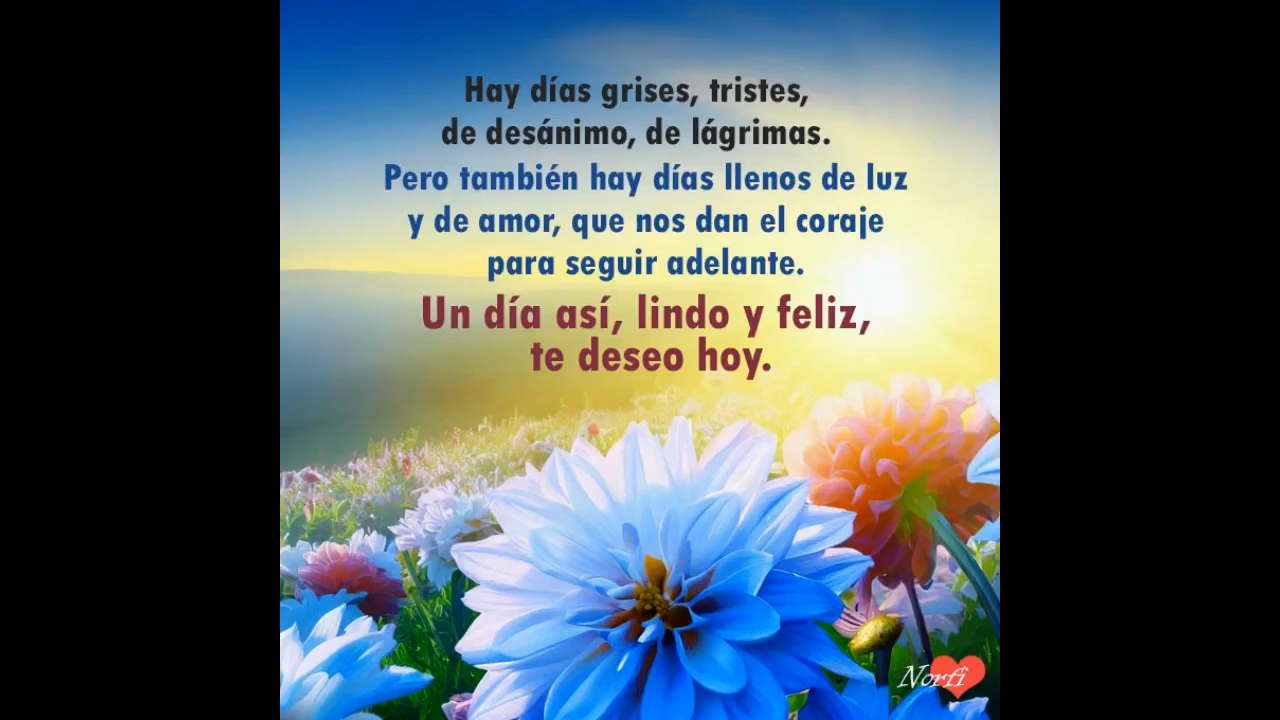 Hay días grises, tristes,
de desánimo, de lágrimas.
Pero también hay días llenos de luz
y de amor, que nos dan el coraje
para seguir adelante.
Un día así, lindo y feliz,
te deseo hoy.
Norfi